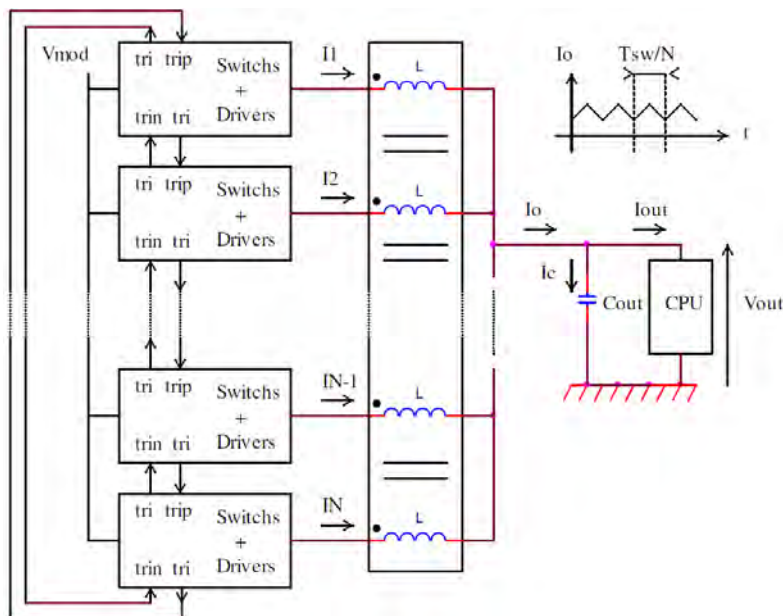 Vmod
tri trip
Switchs
+
Drivers
trin tri
I1
L
tri trip
Switchs
+
Drivers
trin tri
I2
L
tri trip
Switchs
+
Drivers
trin tri
IN-1
L
tri trip
Switchs
+
Drivers
trin tri
IN
L
Io
Tsw/N
t
Io
Iout
Ic
Cout
CPU
Vout